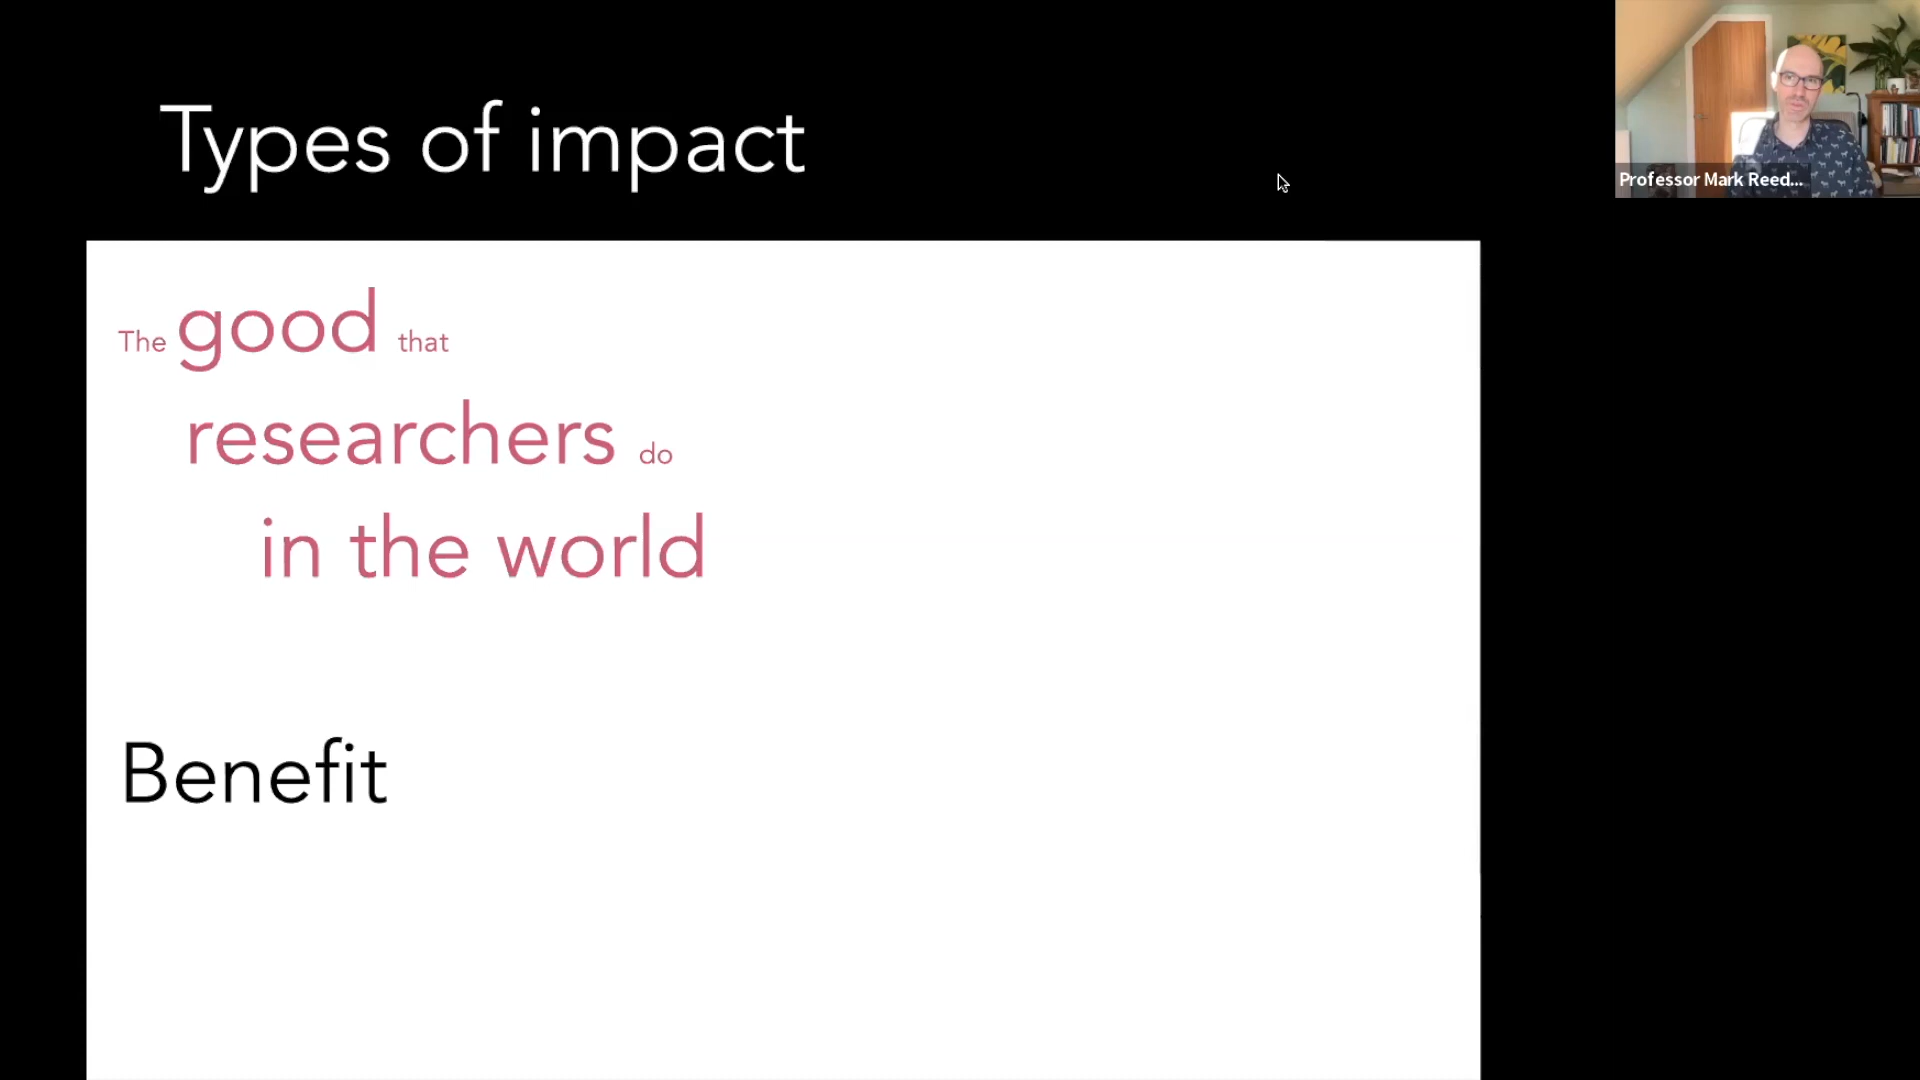 Types of impact
Professor Mark Reed...
The good that
researchers do
in the world
Benefit